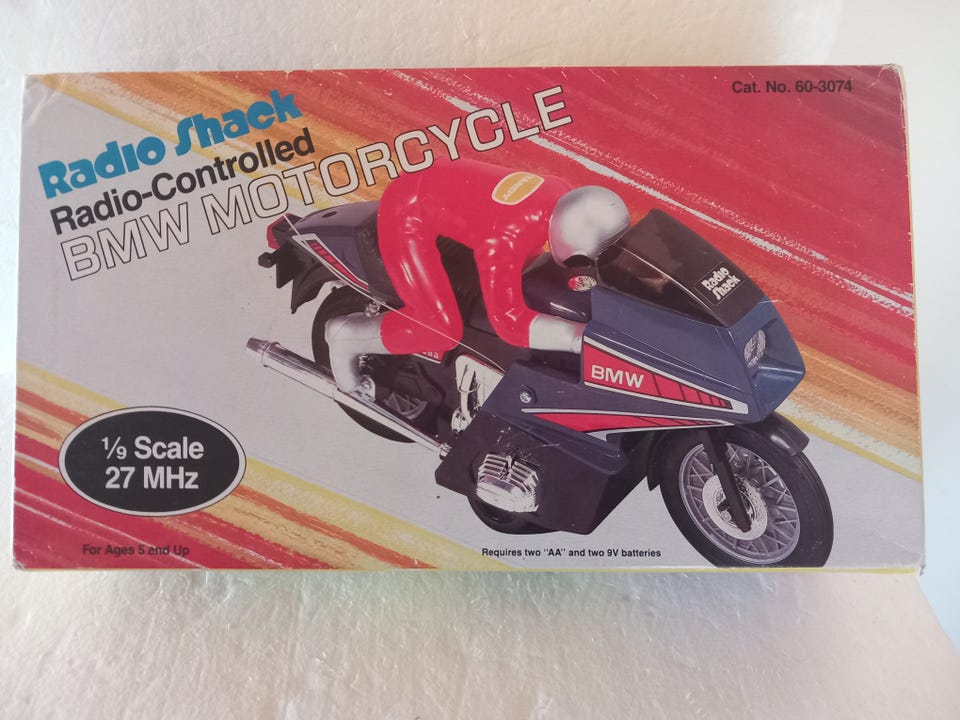 Cat. No. 60-3074
Radio Shack
Radio-Controlled
BMW MOTORCYCLE
TANDY
Radio
Shack
BMW
1/9 Scale
27 MHz
For Ages 5 and Up
Requires two "AA" and two 9V batteries